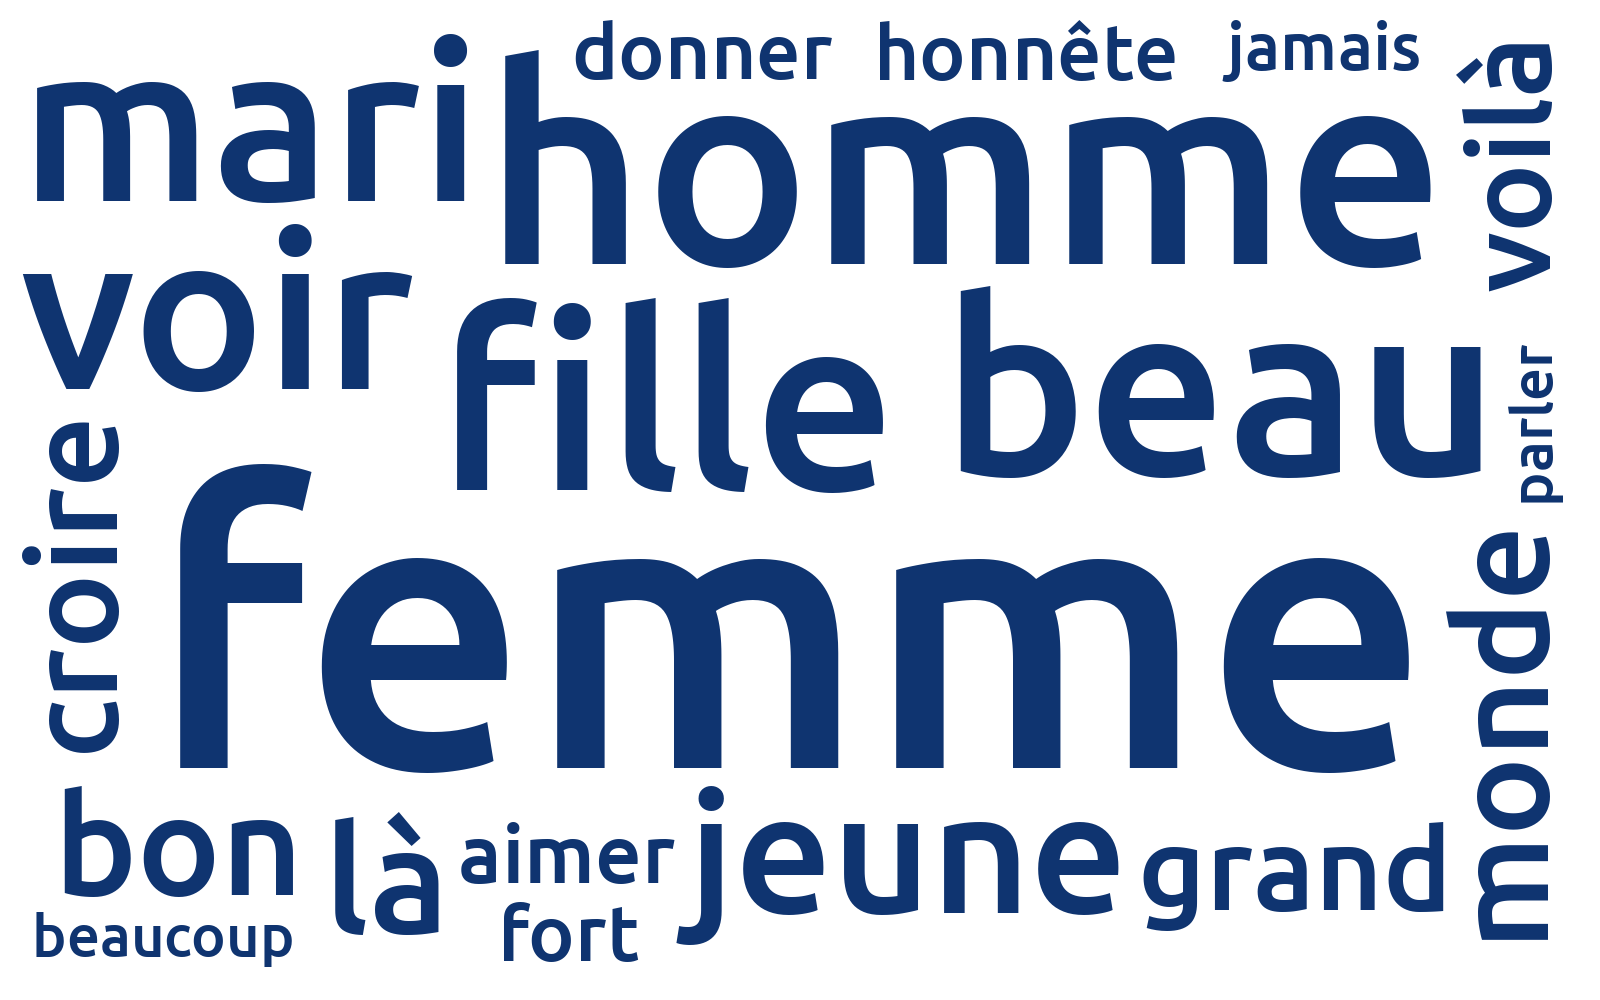 donner
honnête
jamais
mari
homme
voilà
voir
fille
beau
parler
croire
femme
monde
bon
là
aimer
jeune
grand
beaucoup
fort